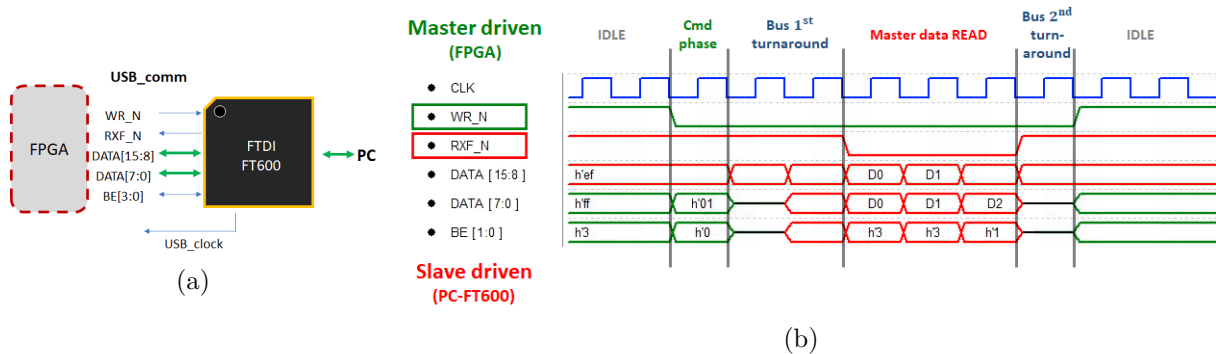 USB_comm
FPGA
WR_N
RXF_N
DATA[15:8]
DATA[7:0]
BE[3:0]
FTDI
FT600
PC
USB_clock
(a)
Master driven
(FPGA)
CLK
WR_N
RXF_N
DATA [ 15:8 ]
DATA [7:0 ]
BE [1:0 ]
Slave driven
(PC-FT600)
IDLE
Cmd
phase
Bus 1st
turnaround
Master data READ
Bus 2nd
turn-
around
IDLE
h'ef
D0
D1
h'ff
h'01
D0
D1
D2
h'3
h'0
h'3
h'3
h'1
(b)